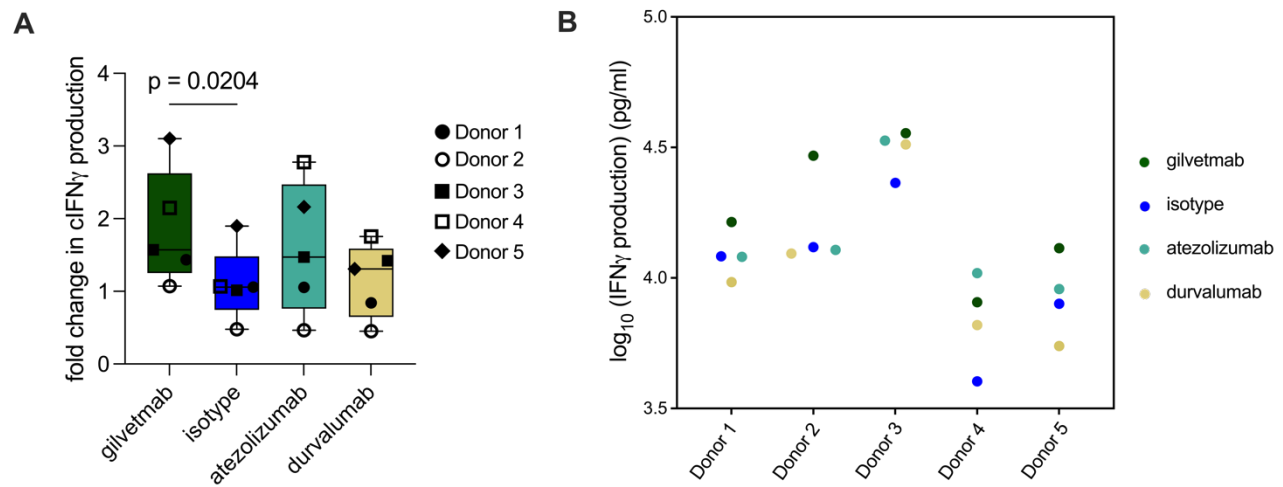 A
fold change in cIFNγ production
4
3
2
1
0
p = 0.0204
gilvetmab
isotype
atezolizumab
durvalumab
Donor 1
Donor 2
Donor 3
Donor 4
Donor 5
B
log10 (IFNγ production) (pg/ml)
5.0
4.5
4.0
3.5
Donor 1
Donor 2
Donor 3
Donor 4
Donor 5
gilvetmab
isotype
atezolizumab
durvalumab